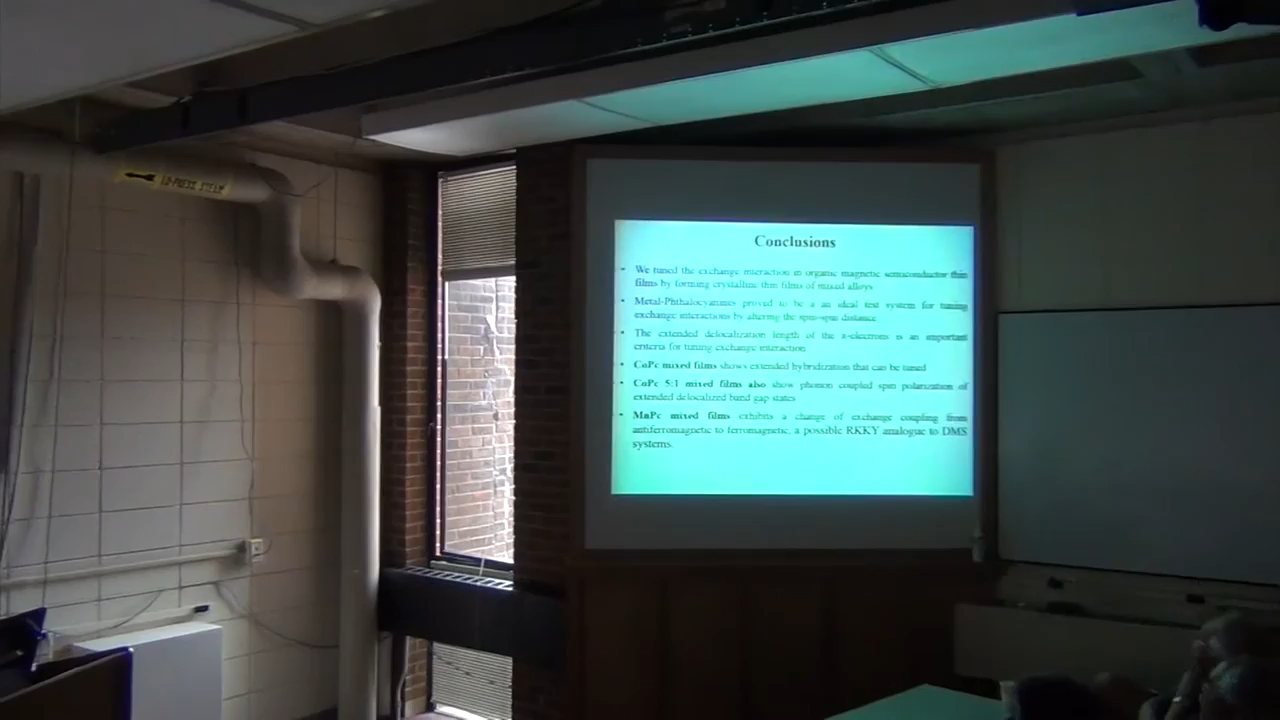 LO-PRESS STEAM
Conclusions
• We tuned the exchange interaction in organic magnetic semiconductor thin
films by forming crystalline thin films of mixed alloys
• Metal-Phthalocyanines proved to be a an ideal test system for tuning
exchange interactions by altering the spin-spin distance
• The extended delocalization length of the π-electrons is an important
criteria for tuning exchange interaction
• CoPc mixed films shows extended hybridization that can be tuned
• CoPc 5:1 mixed films also show phonon coupled spin polarization of
extended delocalized band gap states
• MnPc mixed films exhibits a change of exchange coupling from
antiferromagnetic to ferromagnetic, a possible RKKY analogue to DMS
systems.